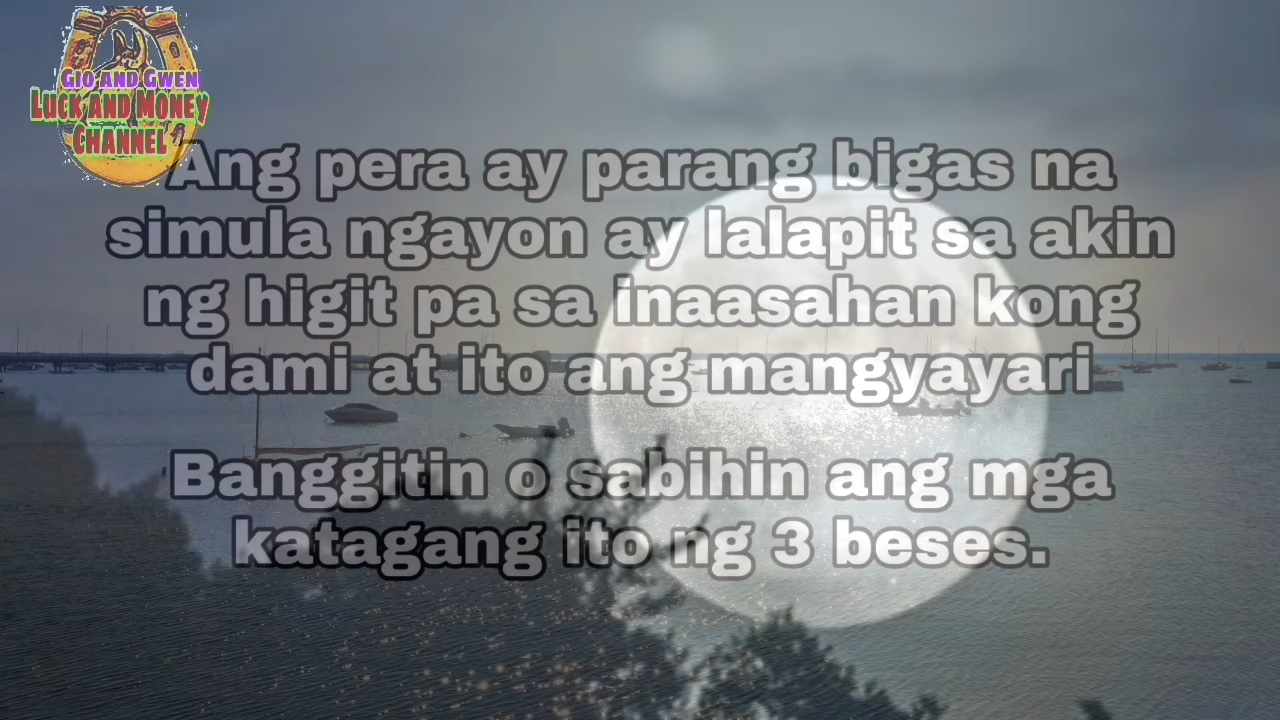 Gio and Gwen
Luck and Money
Channel
Ang pera ay parang bigas na
simula ngayon ay lalapit sa akin
ng higit pa sa inaasahan kong
dami at ito ang mangyayari
Banggitin o sabihin ang mga
katagang ito ng 3 beses.